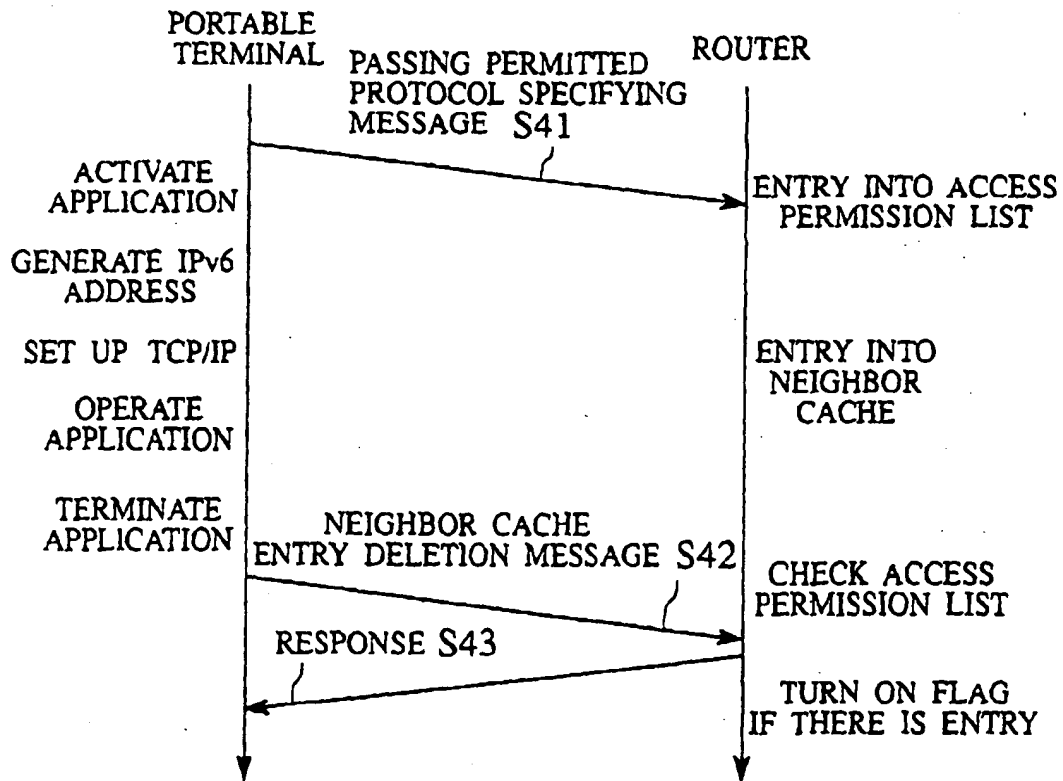 PORTABLE
TERMINAL
ROUTER
PASSING PERMITTED
PROTOCOL SPECIFYING
MESSAGE S41
ACTIVATE
APPLICATION
ENTRY INTO ACCESS
PERMISSION LIST
GENERATE IPv6
ADDRESS
SET UP TCP/IP
ENTRY INTO
NEIGHBOR
CACHE
OPERATE
APPLICATION
TERMINATE
APPLICATION
NEIGHBOR CACHE
ENTRY DELETION MESSAGE S42
CHECK ACCESS
PERMISSION LIST
RESPONSE S43
TURN ON FLAG
IF THERE IS ENTRY